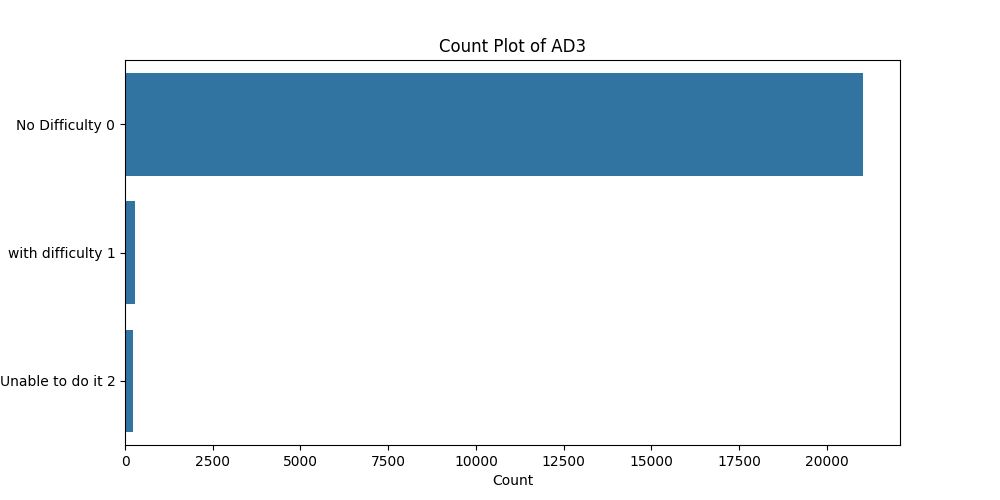 Count Plot of AD3
No Difficulty 0
with difficulty 1
Unable to do it 2
0 2500 5000 7500 10000 12500 15000 17500 20000
Count